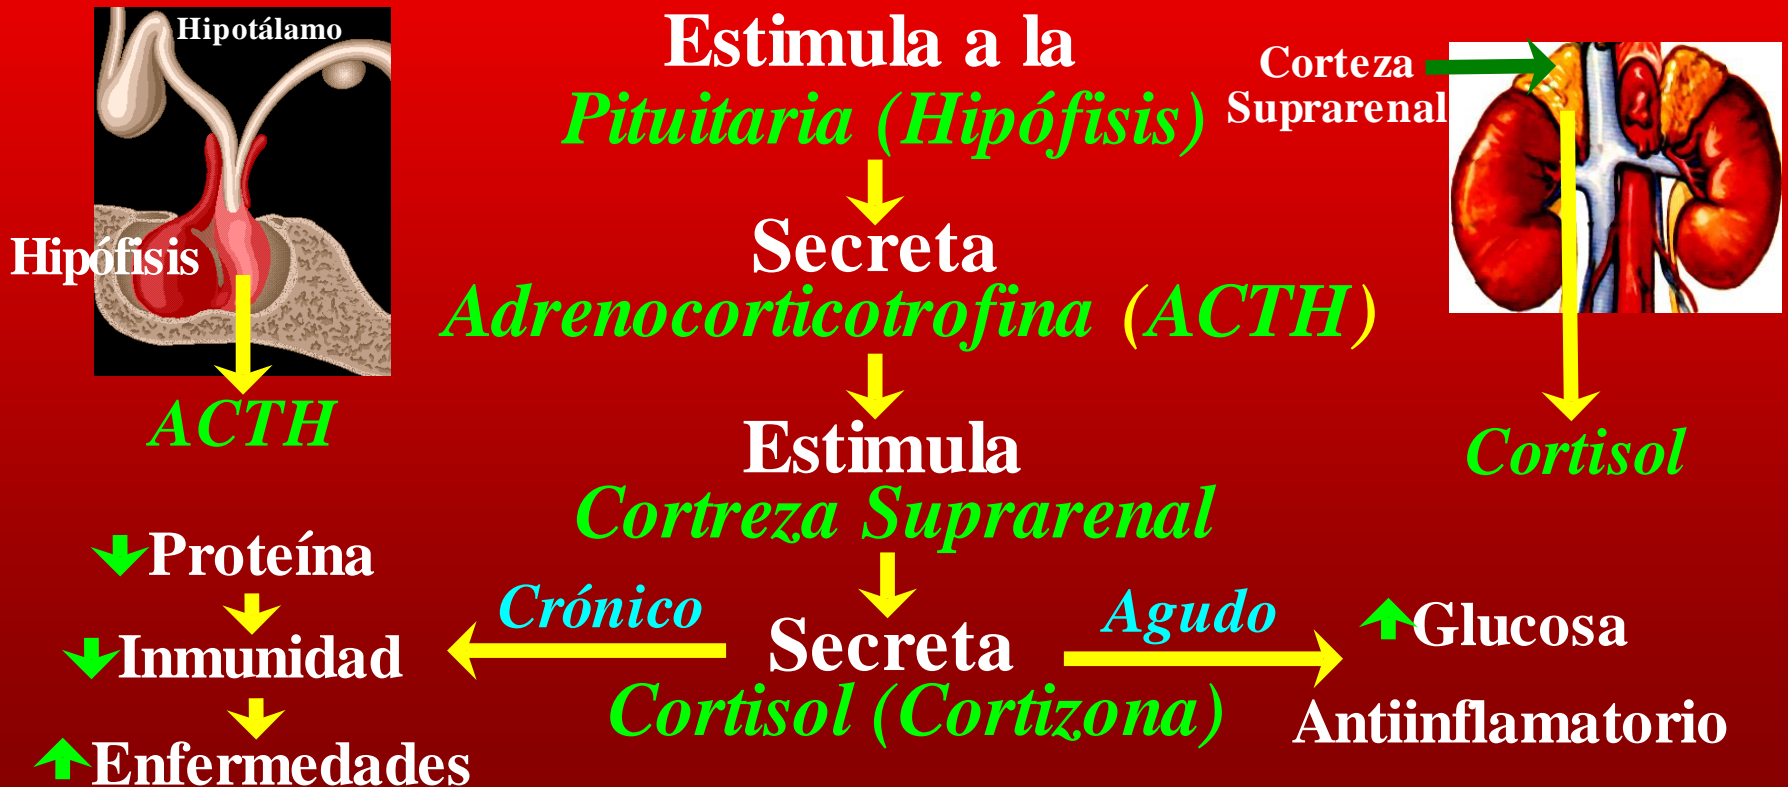 Hipotálamo
Hipófisis
ACTH
Estimula a la
Pituitaria (Hipófisis)
Secreta
Adrenocorticotrofina (ACTH)
Estimula
Cortreza Suprarenal
Secreta
Cortisol (Cortizona)
Corteza
Suprarenal
Cortisol
Crónico
Proteína
Inmunidad
Enfermedades
Agudo
Glucosa
Antiinflamatorio